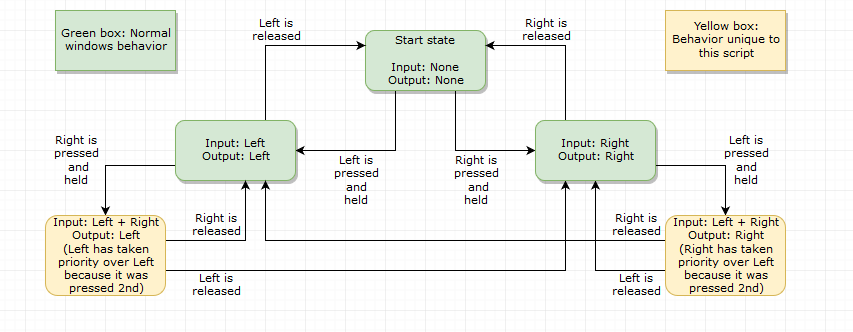 Green box: Normal
windows behavior
Left is
released
Start state
Input: None
Output: None
Right is
released
Yellow box:
Behavior unique to
this script
Right is
pressed
and
held
Input: Left
Output: Left
Left is
pressed
and
held
Right is
pressed
and
held
Input: Right
Output: Right
Left is
pressed
and
held
Input: Left + Right
Output: Left
(Left has taken
priority over Left
because it was
pressed 2nd)
Right is
released
Left is
released
Right is
released
Left is
released
Input: Left + Right
Output: Right
(Right has taken
priority over Left
because it was
pressed 2nd)